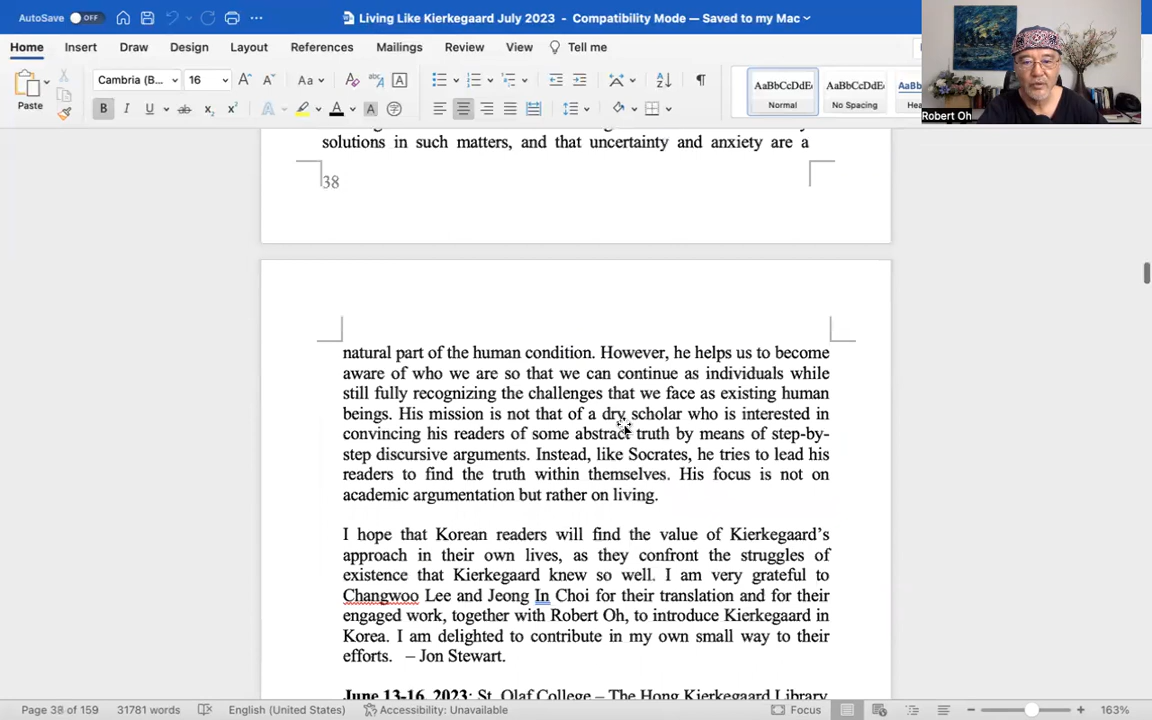 AutoSave OFF Living Like Kierkegaard July 2023 - Compatibility Mode — Saved to my Mac
Home Insert Draw Design Layout References Mailings Review View Tell me
Paste Cambria (B... 16 AaBbCcDdE AaBbCcDdE AaBb
B I U Normal No Spacing Hea
Robert Oh
solutions in such matters, and that uncertainty and anxiety are a
38
natural part of the human condition. However, he helps us to become
aware of who we are so that we can continue as individuals while
still fully recognizing the challenges that we face as existing human
beings. His mission is not that of a dry scholar who is interested in
convincing his readers of some abstract truth by means of step-by-
step discursive arguments. Instead, like Socrates, he tries to lead his
readers to find the truth within themselves. His focus is not on
academic argumentation but rather on living.
I hope that Korean readers will find the value of Kierkegaard’s
approach in their own lives, as they confront the struggles of
existence that Kierkegaard knew so well. I am very grateful to
Changwoo Lee and Jeong In Choi for their translation and for their
engaged work, together with Robert Oh, to introduce Kierkegaard in
Korea. I am delighted to contribute in my own small way to their
efforts. – Jon Stewart.
June 13-16, 2023: St. Olaf College – The Hong Kierkegaard Library
Page 38 of 159 31781 words English (United States) Accessibility: Unavailable Focus 163%